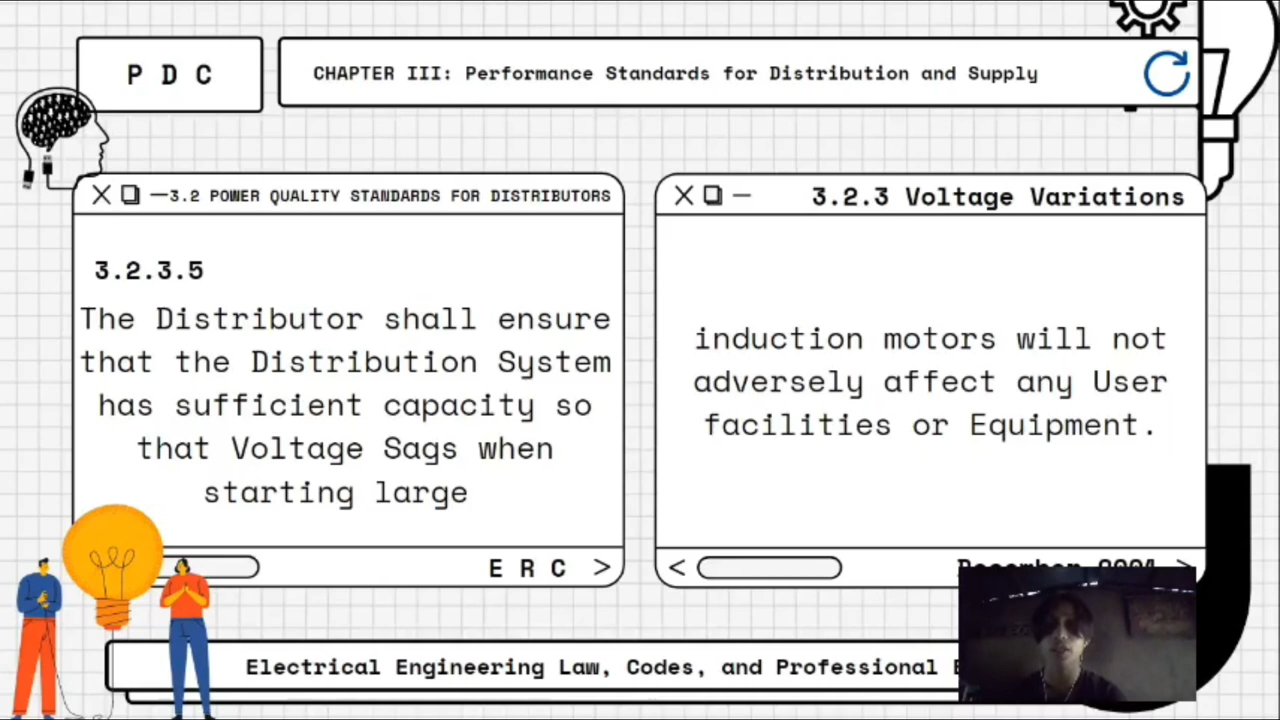 P D C
CHAPTER III: Performance Standards for Distribution and Supply
3.2 POWER QUALITY STANDARDS FOR DISTRIBUTORS
3.2.3.5
The Distributor shall ensure
that the Distribution System
has sufficient capacity so
that Voltage Sags when
starting large
E R C >
3.2.3 Voltage Variations
induction motors will not
adversely affect any User
facilities or Equipment.
Electrical Engineering Law, Codes, and Professional